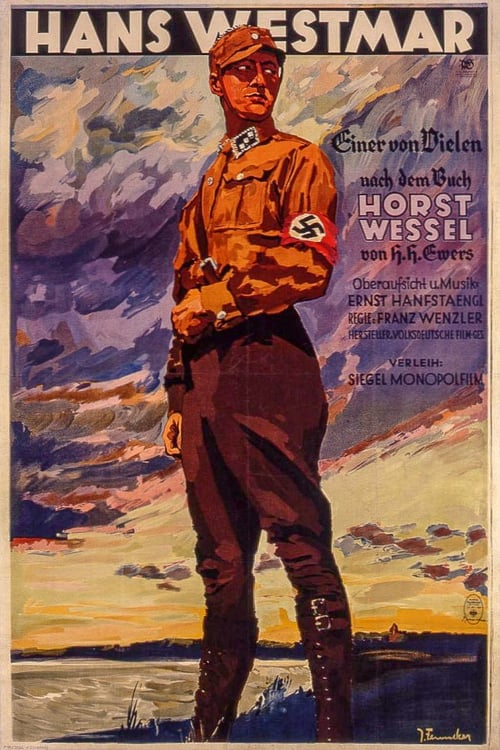 HANS WESTMAR
Einer von Vielen
nach dem Buch
HORST
WESSEL
von H. H. Ewers
Oberaufsicht u. Musik:
ERNST HANFSTAENGL
REGIE: FRANZ WENZLER
HERSTELLER: VOLKSDEUTSCHE FILM-GES
VERLEIH:
SIEGEL MONOPOLFILM